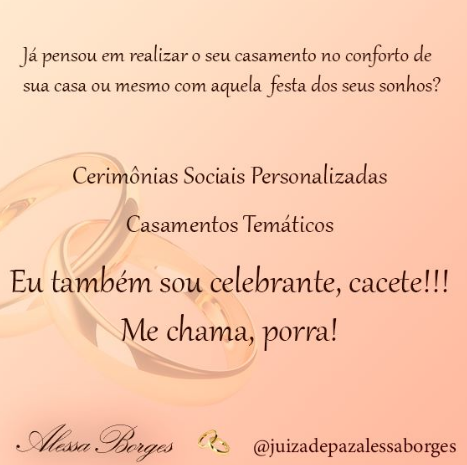 Já pensou em realizar o seu casamento no conforto de
sua casa ou mesmo com aquela festa dos seus sonhos?
Cerimônias Sociais Personalizadas
Casamentos Temáticos
Eu também sou celebrante, cacete!!!
Me chama, porra!
Alessa Borges @juizadepazalessaborges